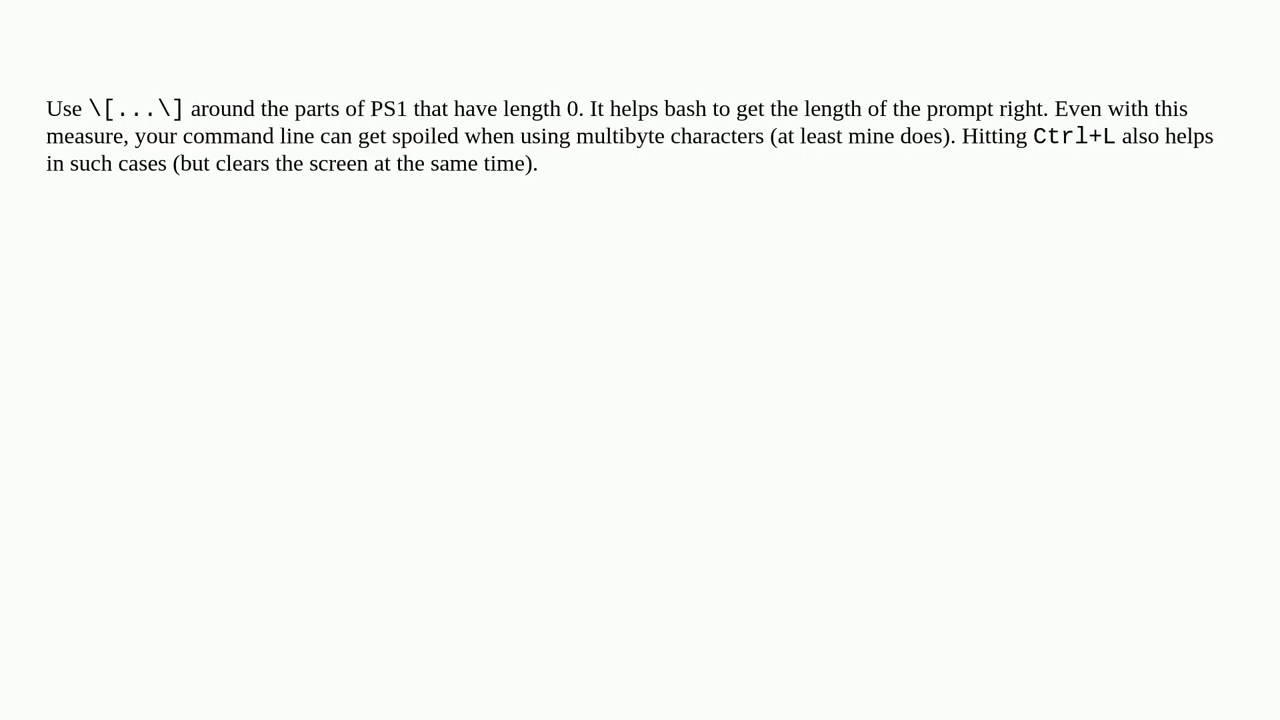 Use \[...\] around the parts of PS1 that have length 0. It helps bash to get the length of the prompt right. Even with this
measure, your command line can get spoiled when using multibyte characters (at least mine does). Hitting Ctrl+L also helps
in such cases (but clears the screen at the same time).